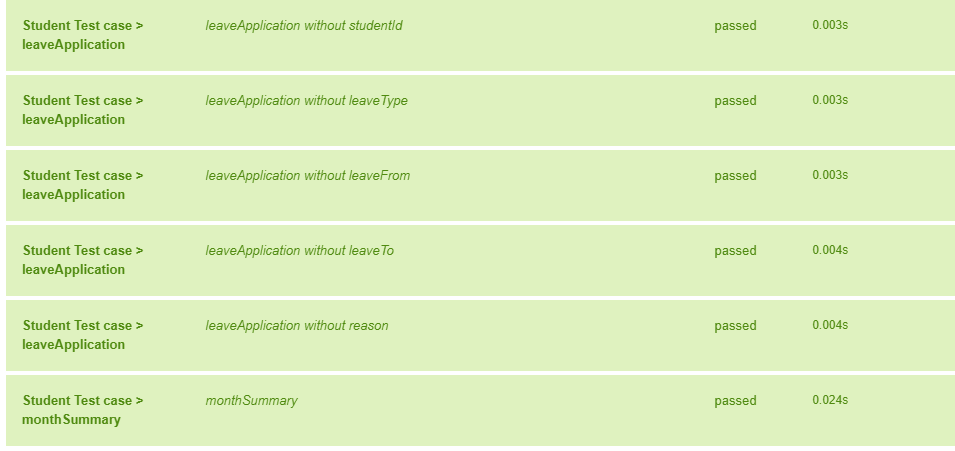 Student Test case > leaveApplication without studentId passed 0.003s
leaveApplication
Student Test case > leaveApplication without leaveType passed 0.003s
leaveApplication
Student Test case > leaveApplication without leaveFrom passed 0.003s
leaveApplication
Student Test case > leaveApplication without leaveTo passed 0.004s
leaveApplication
Student Test case > leaveApplication without reason passed 0.004s
leaveApplication
Student Test case > monthSummary passed 0.024s
monthSummary